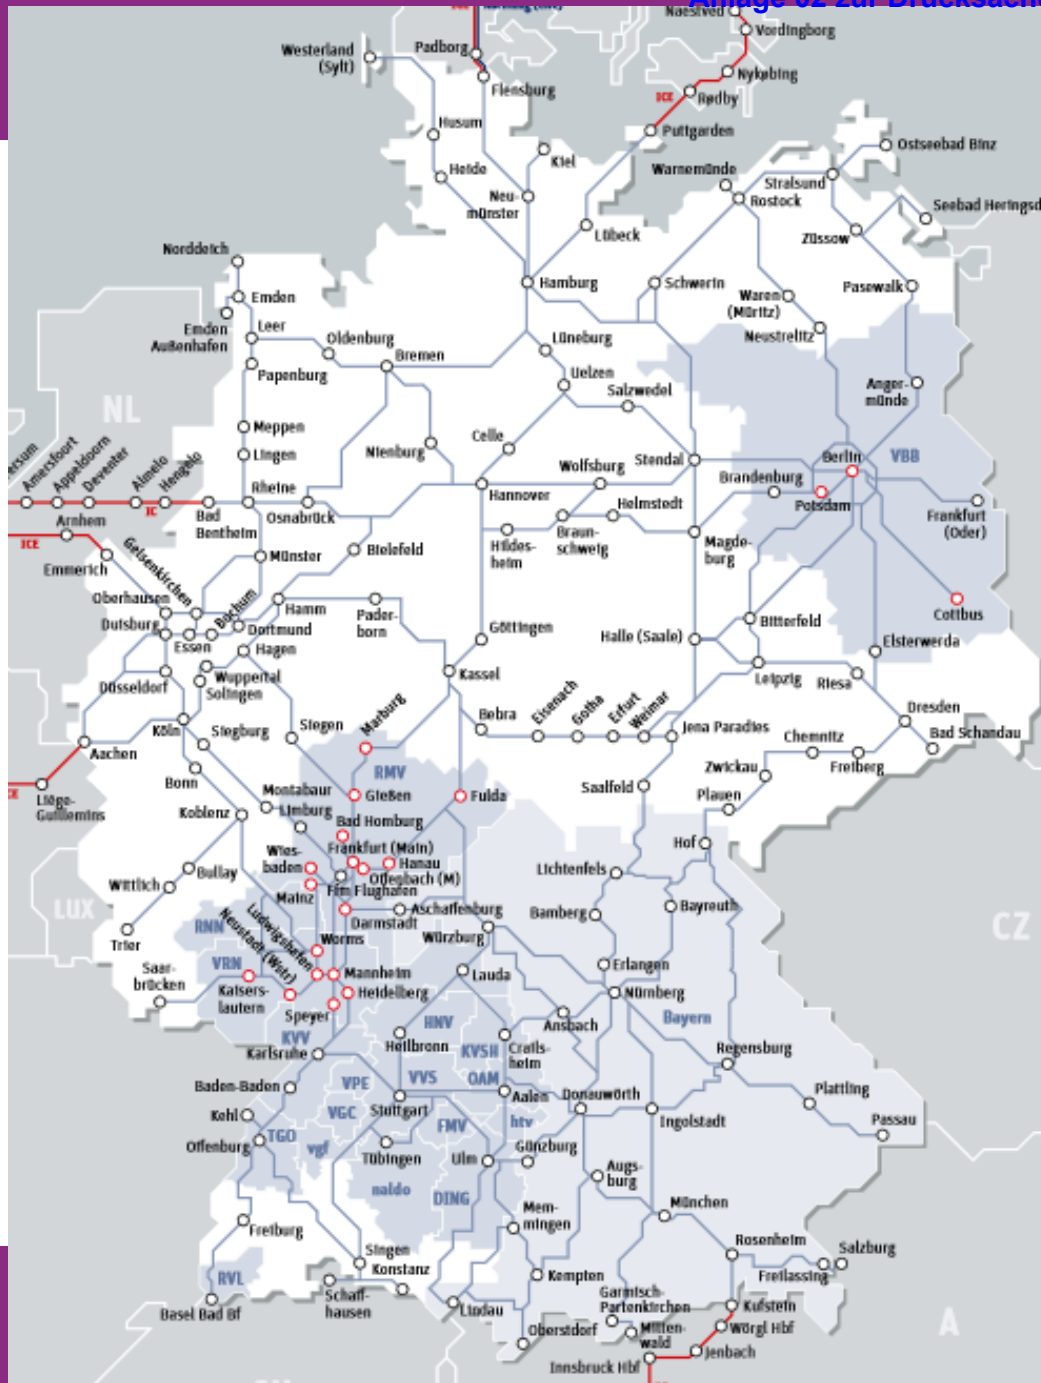 Anlage 02 zur Drucksache
ICE
Naestved
Vordingborg
Padborg
Westerland
(Sylt)
Nykøbing
Flensburg
ICE
Rødby
Husum
Puttgarden
Ostseebad Binz
Kiel
Heide
Warnemünde
Stralsund
Neu-
münster
Rostock
Seebad Heringsd
Lübeck
Züssow
Norddeich
Hamburg
Schwerin
Pasewalk
Waren
(Müritz)
Emden
Emden
Außenhafen
Leer
Neustrelitz
Oldenburg
Lüneburg
Bremen
Papenburg
Uelzen
Salzwedel
Anger-
münde
NL
Meppen
Celle
Nienburg
Lingen
Stendal
Berlin
VBB
ersum
Amersfoort
Appeldoorn
Deventer
Almelo
Hengelo
Wolfsburg
Brandenburg
Rheine
Hannover
Helmstedt
Potsdam
IC
Bad
Bentheim
Osnabrück
Frankfurt
(Oder)
Arnhem
ICE
Hildes-
heim
Braun-
schweig
Magde-
burg
Emmerich
Gelsenkirchen
Münster
Bielefeld
Oberhausen
Bochum
Hamm
Pader-
born
Cottbus
Duisburg
Essen
Dortmund
Göttingen
Halle (Saale)
Bitterfeld
Elsterwerda
Hagen
Düsseldorf
Wuppertal
Solingen
Kassel
Leipzig
Riesa
Köln
Siegburg
Siegen
Marburg
Bebra
Eisenach
Gotha
Erfurt
Weimar
Jena Paradies
Dresden
Bad Schandau
Aachen
Chemnitz
Freiberg
Bonn
RMV
Zwickau
CE
Liège-
Guillemins
Montabaur
Gießen
Fulda
Saalfeld
Plauen
Koblenz
Limburg
Bad Homburg
Frankfurt (Main)
Hof
Wies-
baden
Hanau
Offenbach (M)
Lichtenfels
Bullay
Ffm Flughafen
Wittlich
Mainz
LUX
Aschaffenburg
Bamberg
Bayreuth
RNN
Ludwigshafen
Neustadt (Wstr)
Darmstadt
CZ
Trier
Worms
Würzburg
VRN
Saar-
brücken
Mannheim
Lauda
Erlangen
Kaisers-
lautern
Heidelberg
Nürnberg
Speyer
HNV
Ansbach
Bayern
KVV
Heilbronn
KVSH
Crails-
heim
Karlsruhe
Regensburg
VPE
VVS
OAM
Baden-Baden
Aalen
Donauwörth
Plattling
Kehl
VGC
Stuttgart
FMV
htv
Ingolstadt
Passau
TGO
Offenburg
vgf
Tübingen
Ulm
Günzburg
naldo
DING
Augs-
burg
Mem-
mingen
München
Freiburg
Singen
Rosenheim
Salzburg
Konstanz
RVL
Kempten
Freilassing
Schaff-
hausen
Garmisch-
Partenkirchen
Basel Bad Bf
Lindau
Kufstein
Oberstdorf
Mitten-
wald
Wörgl Hbf
A
Jenbach
Innsbruck Hbf